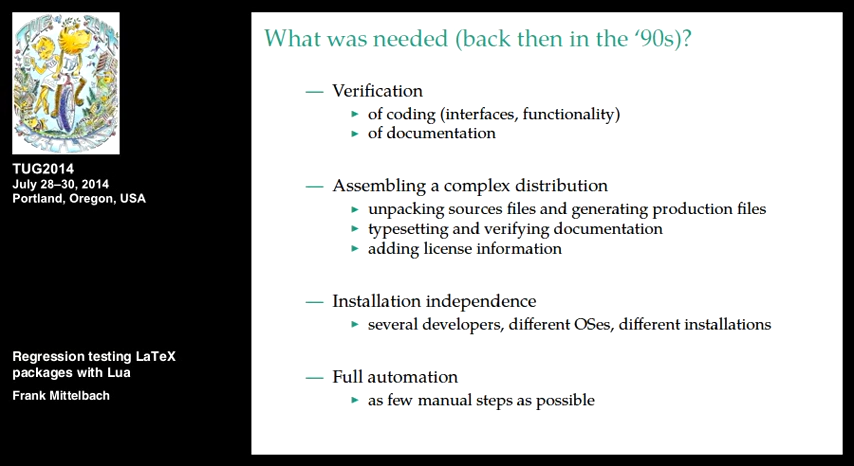 TUG2014
July 28–30, 2014
Portland, Oregon, USA
Regression testing LaTeX
packages with Lua
Frank Mittelbach
What was needed (back then in the ‘90s)?
— Verification
▸ of coding (interfaces, functionality)
▸ of documentation
— Assembling a complex distribution
▸ unpacking sources files and generating production files
▸ typesetting and verifying documentation
▸ adding license information
— Installation independence
▸ several developers, different OSes, different installations
— Full automation
▸ as few manual steps as possible